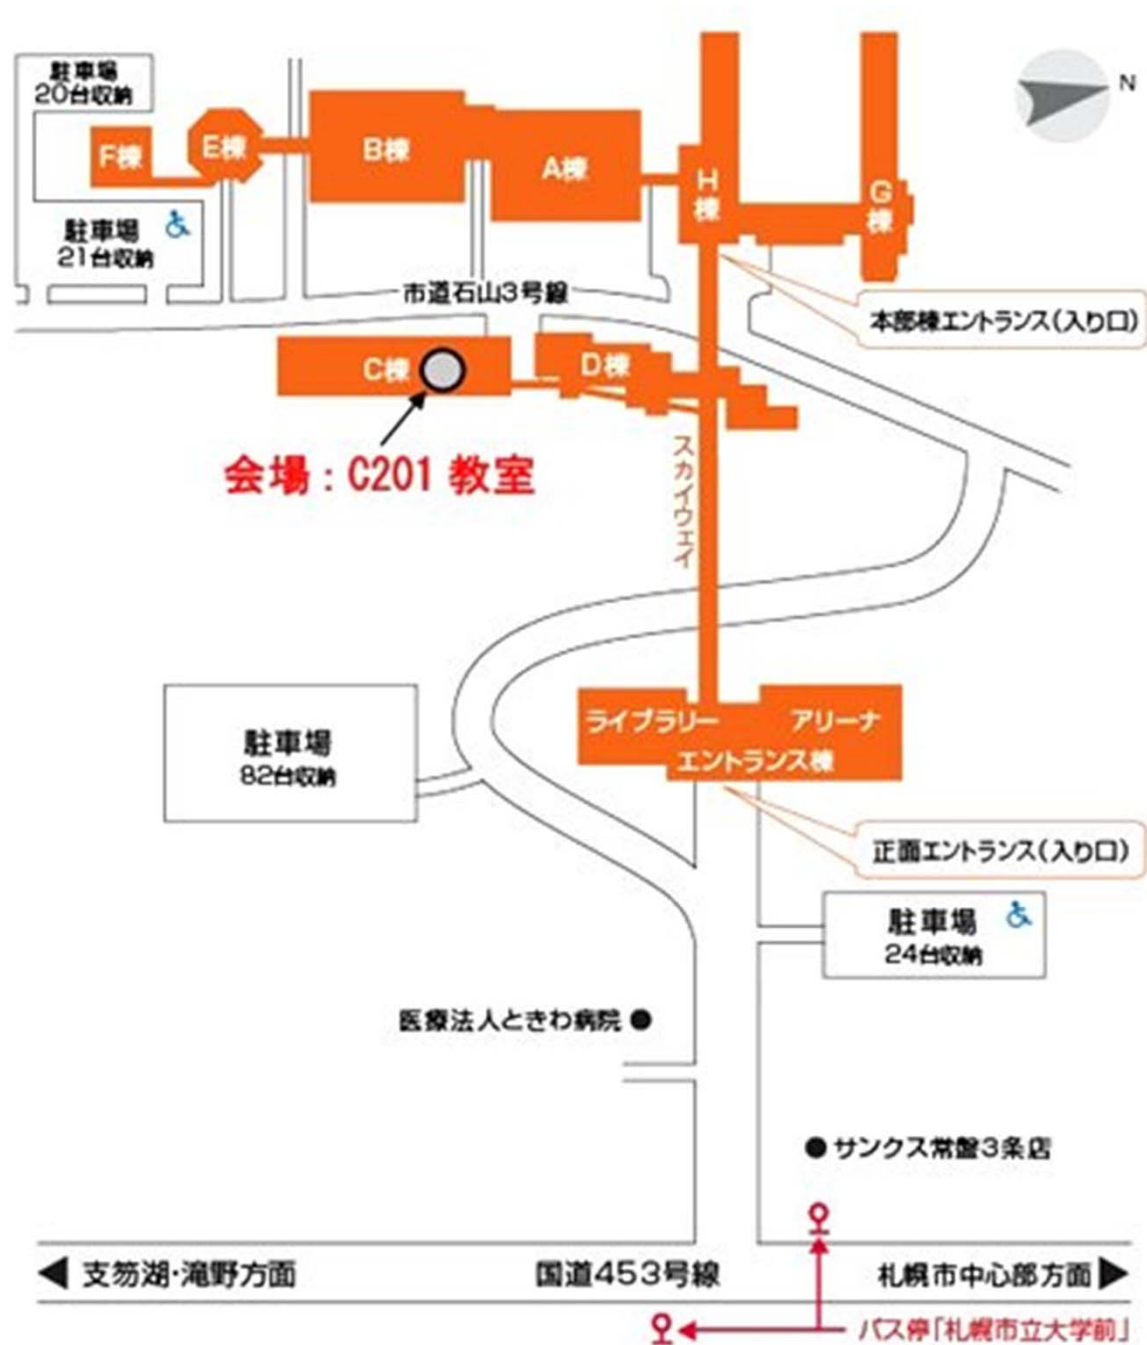 駐車場
20台収納
N
F棟
E棟
B棟
A棟
H棟
G棟
駐車場
21台収納
市道石山3号線
本部棟エントランス(入り口)
C棟
D棟
会場：C201 教室
スカイウェイ
ライブラリー
アリーナ
エントランス棟
駐車場
82台収納
正面エントランス(入り口)
駐車場
24台収納
医療法人ときわ病院
サンクス常盤3条店
支笏湖・滝野方面
国道453号線
札幌市中心部方面
バス停「札幌市立大学前」